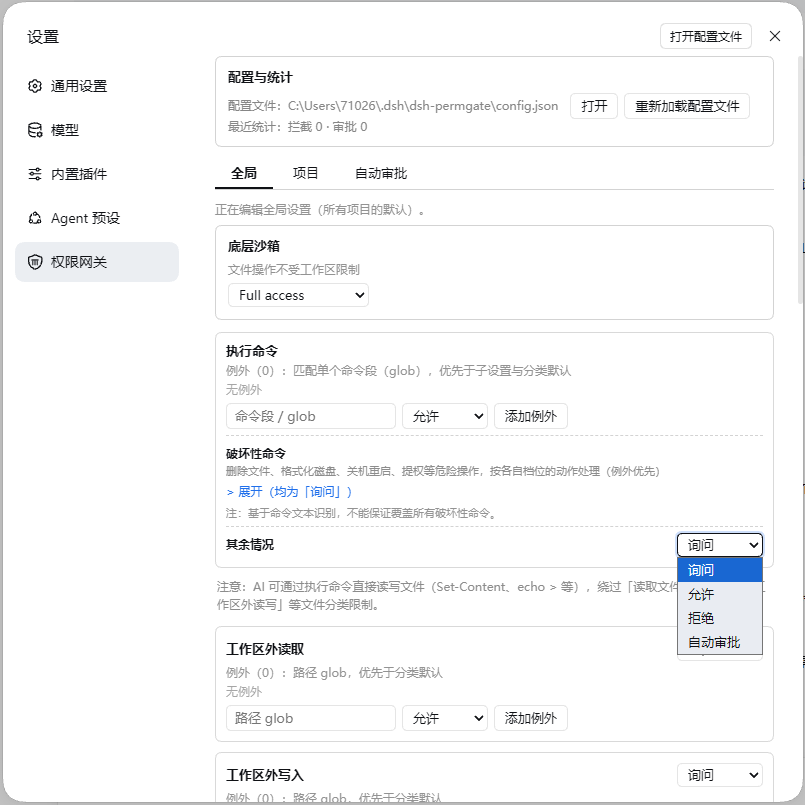 设置
打开配置文件
通用设置
模型
内置插件
Agent 预设
权限网关
配置与统计
配置文件：C:\Users\71026\.dsh\dsh-permgate\config.json 打开 重新加载配置文件
最近统计：拦截 0 · 审批 0
全局 项目 自动审批
正在编辑全局设置（所有项目的默认）。
底层沙箱
文件操作不受工作区限制
Full access
执行命令
例外（0）：匹配单个命令段（glob），优先于子设置与分类默认
无例外
命令段 / glob 允许 添加例外
破坏性命令
删除文件、格式化磁盘、关机重启、提权等危险操作，按各自档位的动作处理（例外优先）
> 展开（均为「询问」）
注：基于命令文本识别，不能保证覆盖所有破坏性命令。
其余情况 询问
询问
允许
拒绝
自动审批
注意：AI 可通过执行命令直接读写文件（Set-Content、echo > 等），绕过「读取文件
作区外读写」等文件分类限制。
工作区外读取
例外（0）：路径 glob，优先于分类默认
无例外
路径 glob 允许 添加例外
工作区外写入 询问
例外（0）：路径 glob，优先于分类默认